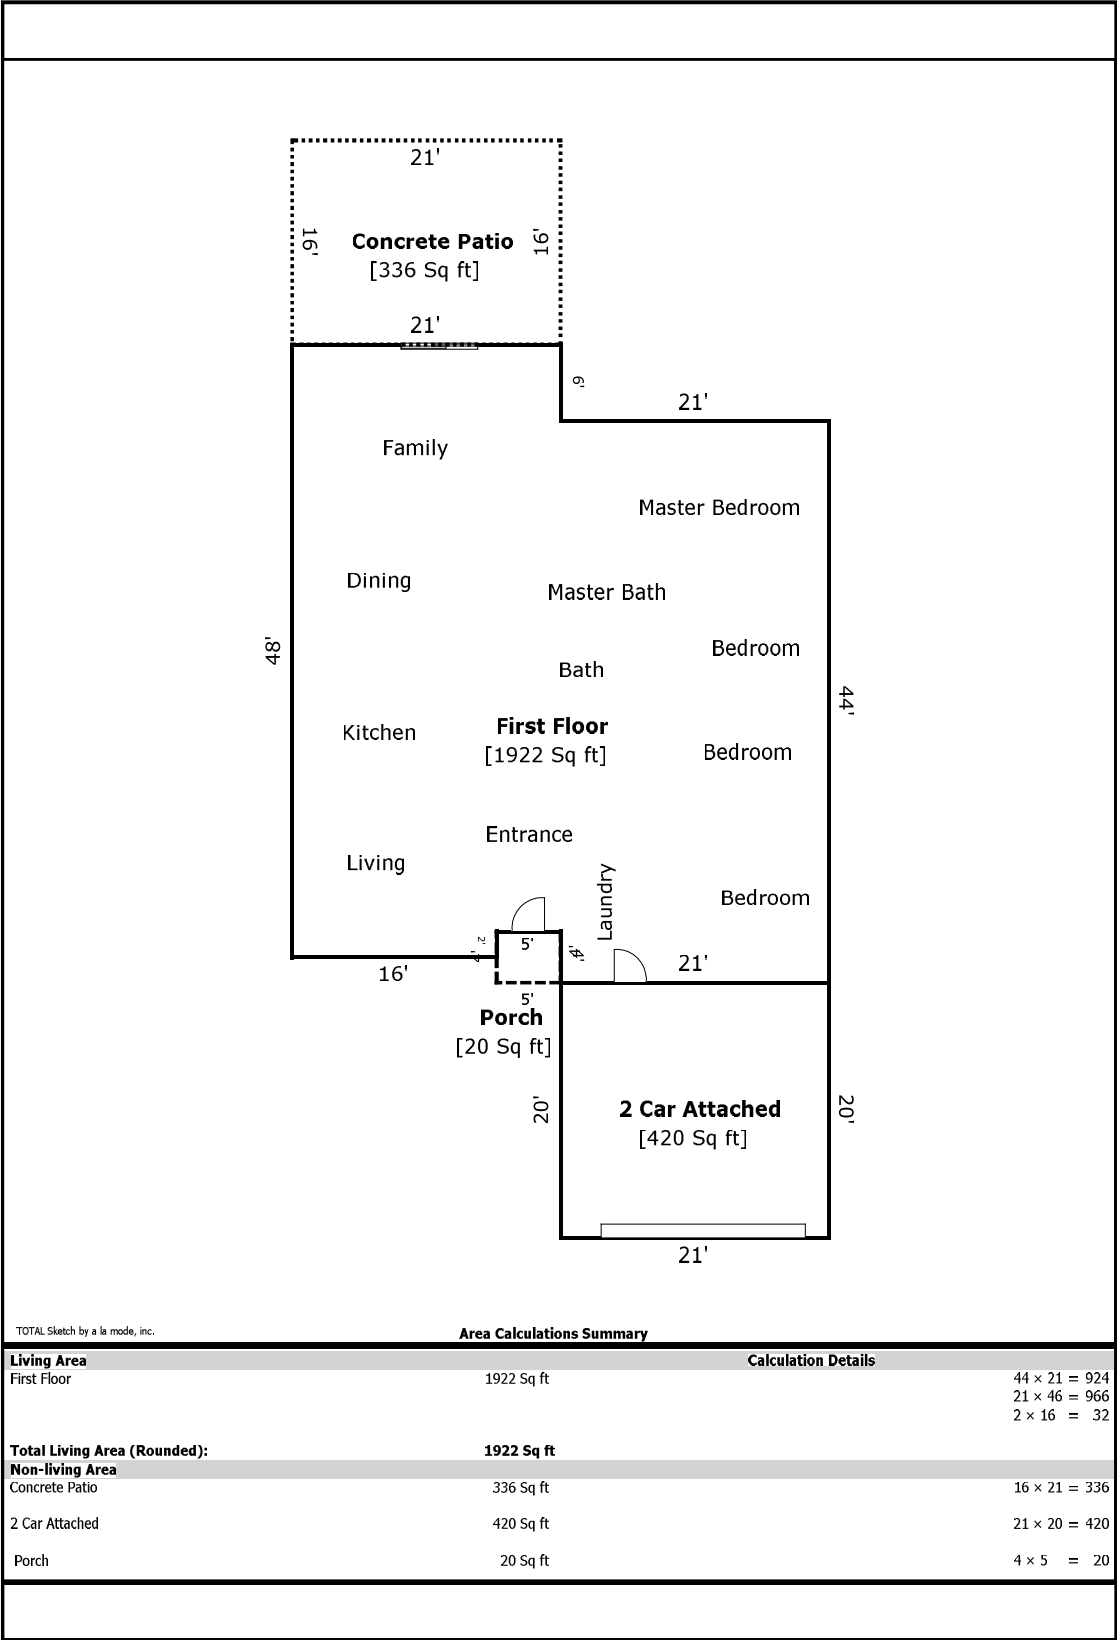 21'
16'
Concrete Patio
16'
[336 Sq ft]
21'
6'
21'
Family
Master Bedroom
Dining
Master Bath
48'
Bedroom
Bath
44'
First Floor
Kitchen
[1922 Sq ft]
Bedroom
Entrance
Living
Laundry
Bedroom
2'
5'
4'
21'
16'
5'
Porch
[20 Sq ft]
20'
2 Car Attached
20'
[420 Sq ft]
21'
TOTAL Sketch by a la mode, inc.
Area Calculations Summary
Living Area Calculation Details
First Floor 1922 Sq ft 44 × 21 = 924
21 × 46 = 966
2 × 16 = 32
Total Living Area (Rounded): 1922 Sq ft
Non-living Area
Concrete Patio 336 Sq ft 16 × 21 = 336
2 Car Attached 420 Sq ft 21 × 20 = 420
Porch 20 Sq ft 4 × 5 = 20